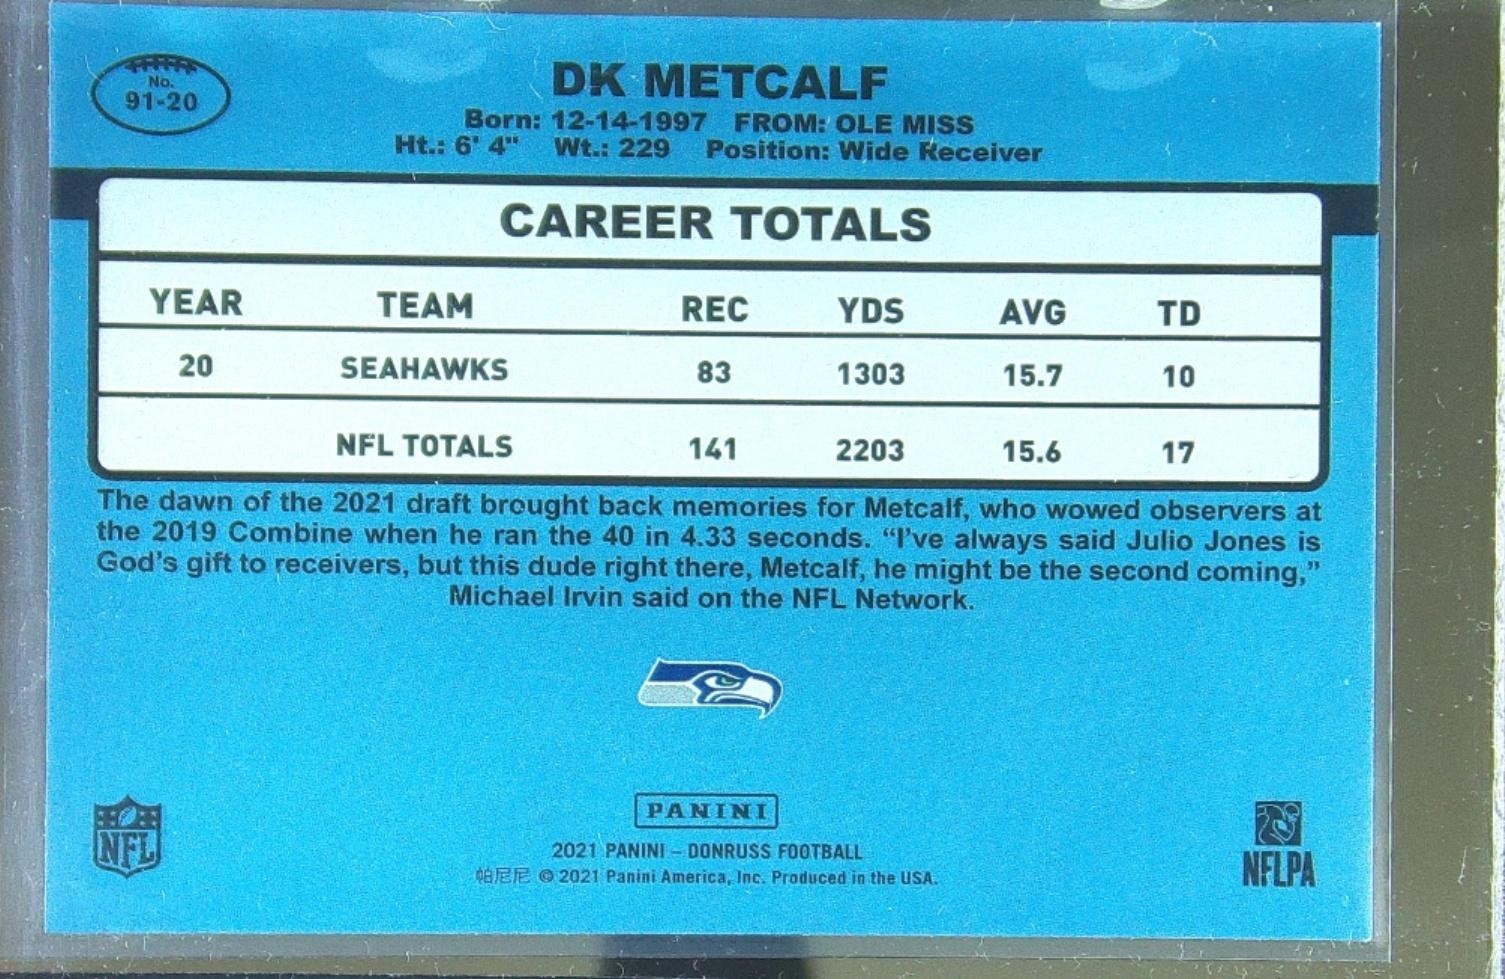 No.
91-20
DK METCALF
Born: 12-14-1997 FROM: OLE MISS
Ht.: 6' 4" Wt.: 229 Position: Wide Receiver
CAREER TOTALS
YEAR TEAM REC YDS AVG TD
20 SEAHAWKS 83 1303 15.7 10
NFL TOTALS 141 2203 15.6 17
The dawn of the 2021 draft brought back memories for Metcalf, who wowed observers at
the 2019 Combine when he ran the 40 in 4.33 seconds. “I’ve always said Julio Jones is
God’s gift to receivers, but this dude right there, Metcalf, he might be the second coming,”
Michael Irvin said on the NFL Network.
PANINI
2021 PANINI – DONRUSS FOOTBALL
帕尼尼 © 2021 Panini America, Inc. Produced in the USA.
NFL
NFLPA